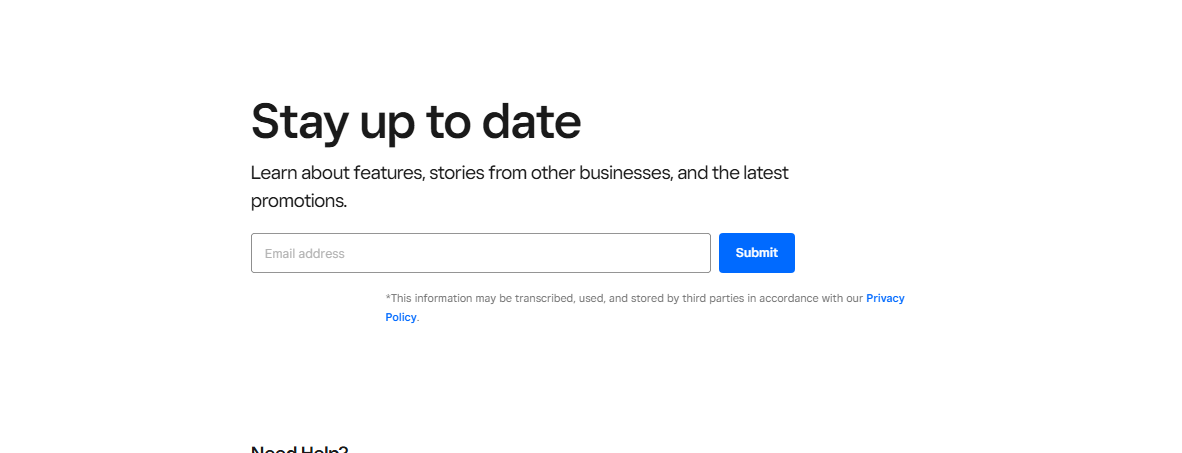 Stay up to date
Learn about features, stories from other businesses, and the latest
promotions.
Email address
Submit
*This information may be transcribed, used, and stored by third parties in accordance with our Privacy
Policy.
Need Help?